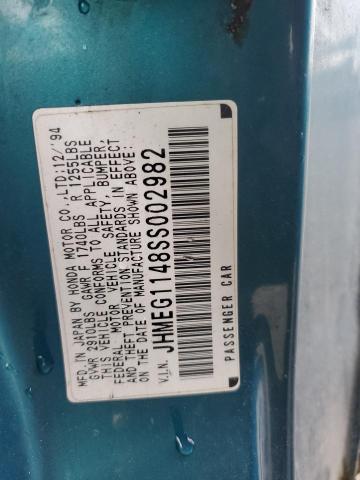 MFD. IN JAPAN BY HONDA MOTOR CO., LTD: 12/'94
GVWR 2910LBS GAWR F 1740LBS R 1255LBS
THIS VEHICLE CONFORMS TO ALL APPLICABLE
FEDERAL MOTOR VEHICLE SAFETY, BUMPER,
AND THEFT PREVENTION STANDARDS IN EFFECT
ON THE DATE OF MANUFACTURE SHOWN ABOVE:
V.I.N. JHMEG1148SS002982
PASSENGER CAR